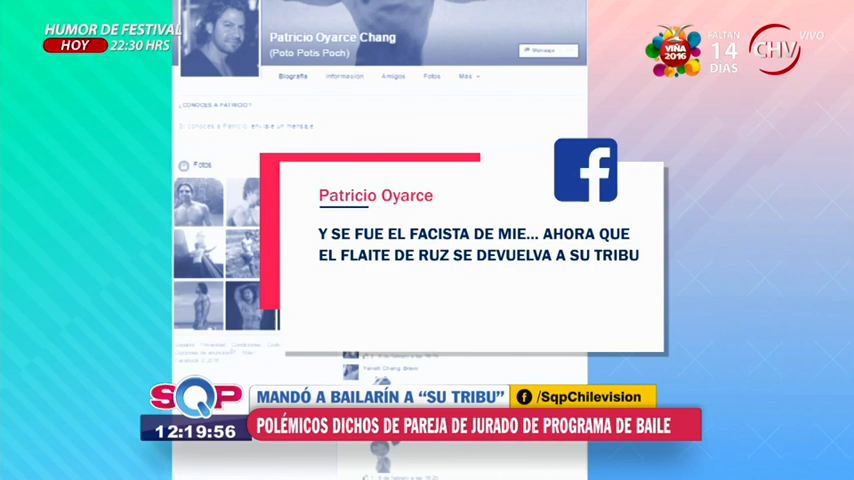 HUMOR DE FESTIVAL
HOY 22:30 HRS
Patricio Oyarce Chang
(Poto Potis Poch)
Mensaje
Biografía Información Amigos Fotos Más
¿CONOCES A PATRICIO?
Si conoces a Patricio, envíale un mensaje
Fotos
VIÑA
2016
FALTAN
14
DIAS
CHV
VIVO
Patricio Oyarce
Y SE FUE EL FACISTA DE MIE... AHORA QUE
EL FLAITE DE RUZ SE DEVUELVA A SU TRIBU
SQP
MANDÓ A BAILARÍN A “SU TRIBU”
/SqpChilevision
12:19:56
POLÉMICOS DICHOS DE PAREJA DE JURADO DE PROGRAMA DE BAILE